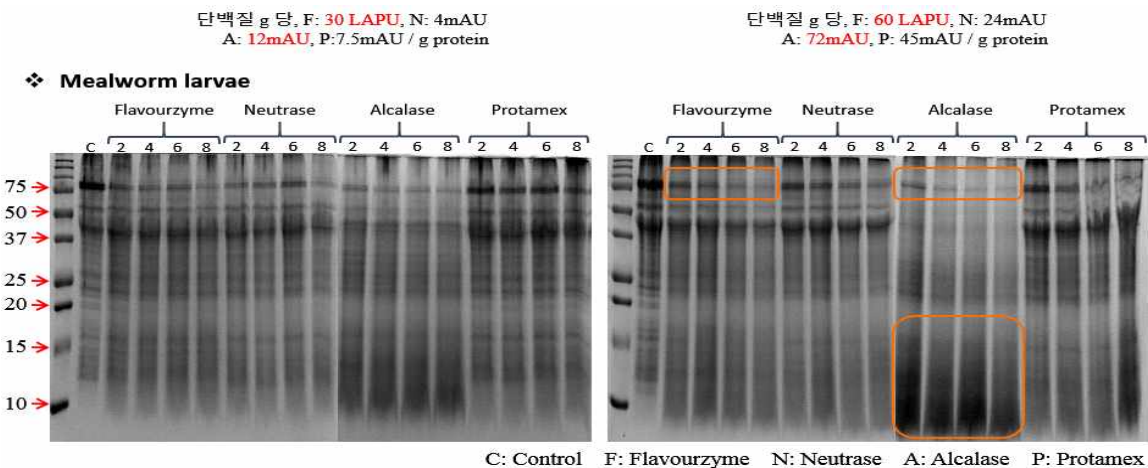 단백질 g 당, F: 30 LAPU, N: 4mAU
A: 12mAU, P:7.5mAU / g protein
단백질 g 당, F: 60 LAPU, N: 24mAU
A: 72mAU, P: 45mAU / g protein
❖ Mealworm larvae
Flavourzyme Neutrase Alcalase Protamex
Flavourzyme Neutrase Alcalase Protamex
C 2 4 6 8 2 4 6 8 2 4 6 8 2 4 6 8
C 2 4 6 8 2 4 6 8 2 4 6 8 2 4 6 8
75
50
37
25
20
15
10
C: Control F: Flavourzyme N: Neutrase A: Alcalase P: Protamex